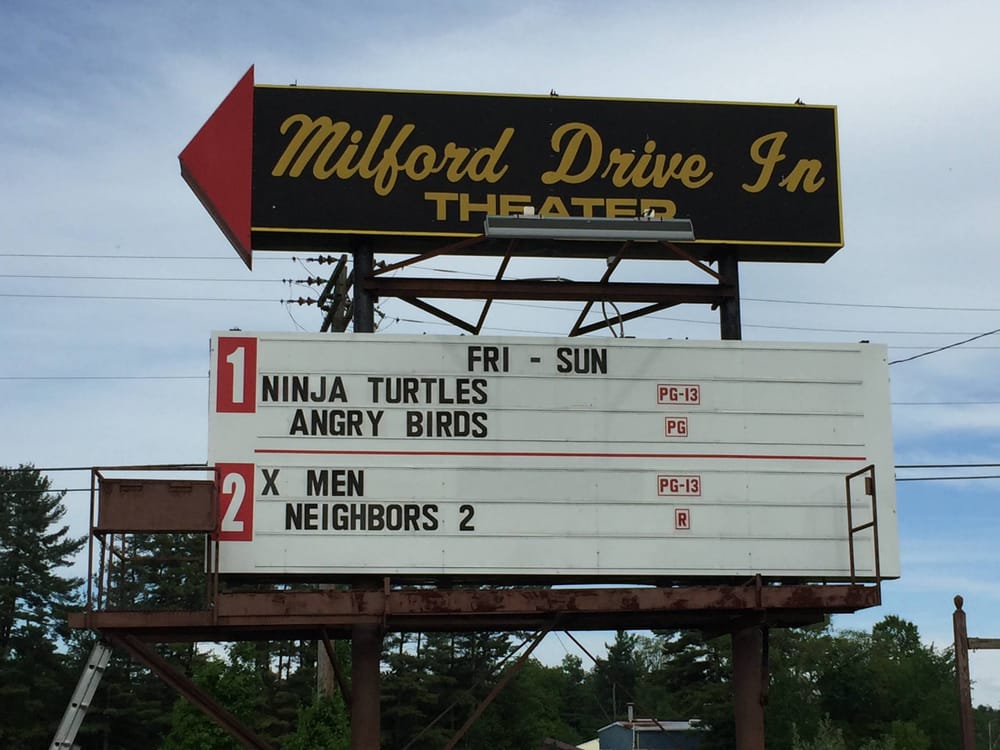 Milford Drive In
THEATER
FRI - SUN
1 NINJA TURTLES PG-13
ANGRY BIRDS PG
2 X MEN PG-13
NEIGHBORS 2 R